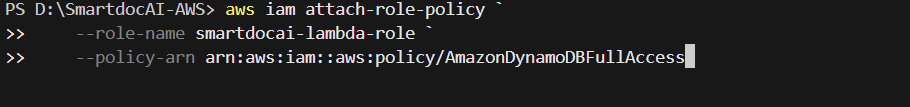 PS D:\SmartdocAI-AWS> aws iam attach-role-policy `
>>     --role-name smartdocai-lambda-role `
>>     --policy-arn arn:aws:iam::aws:policy/AmazonDynamoDBFullAccess